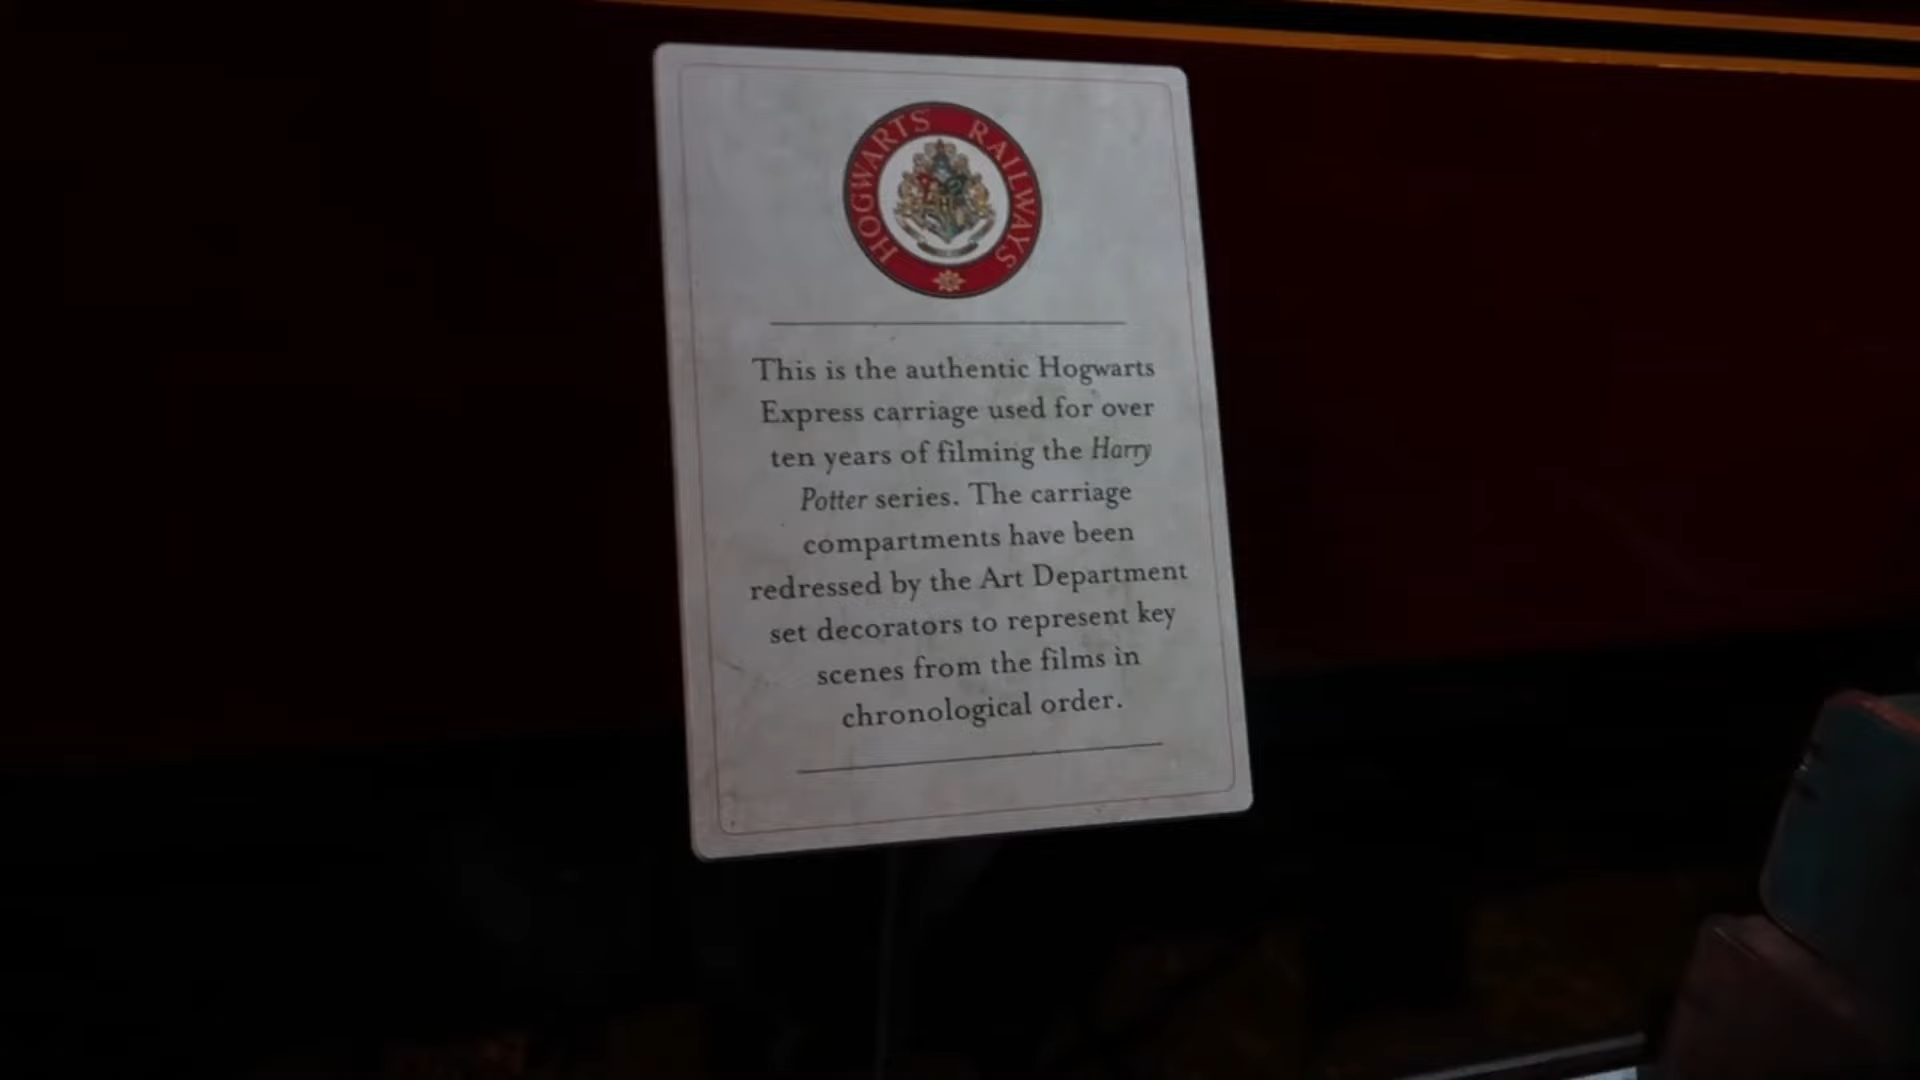 HOGWARTS RAILWAYS
This is the authentic Hogwarts
Express carriage used for over
ten years of filming the Harry
Potter series. The carriage
compartments have been
redressed by the Art Department
set decorators to represent key
scenes from the films in
chronological order.